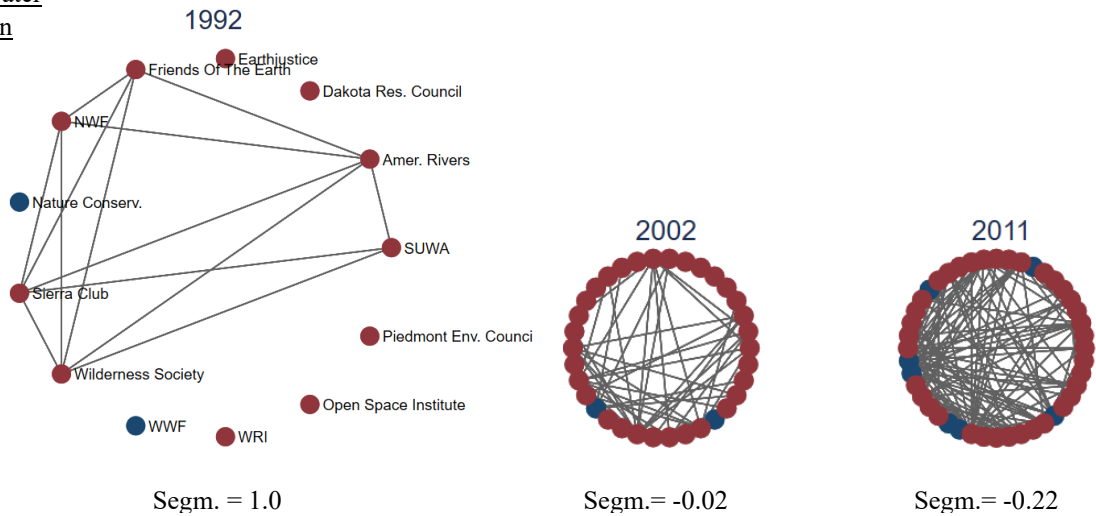 1992
Earthjustice
Friends Of The Earth
Dakota Res. Council
NWF
Amer. Rivers
Nature Conserv.
SUWA
2002
2011
Sierra Club
Piedmont Env. Counci
Wilderness Society
Open Space Institute
WWF
WRI
Segm. = 1.0
Segm.= -0.02
Segm.= -0.22